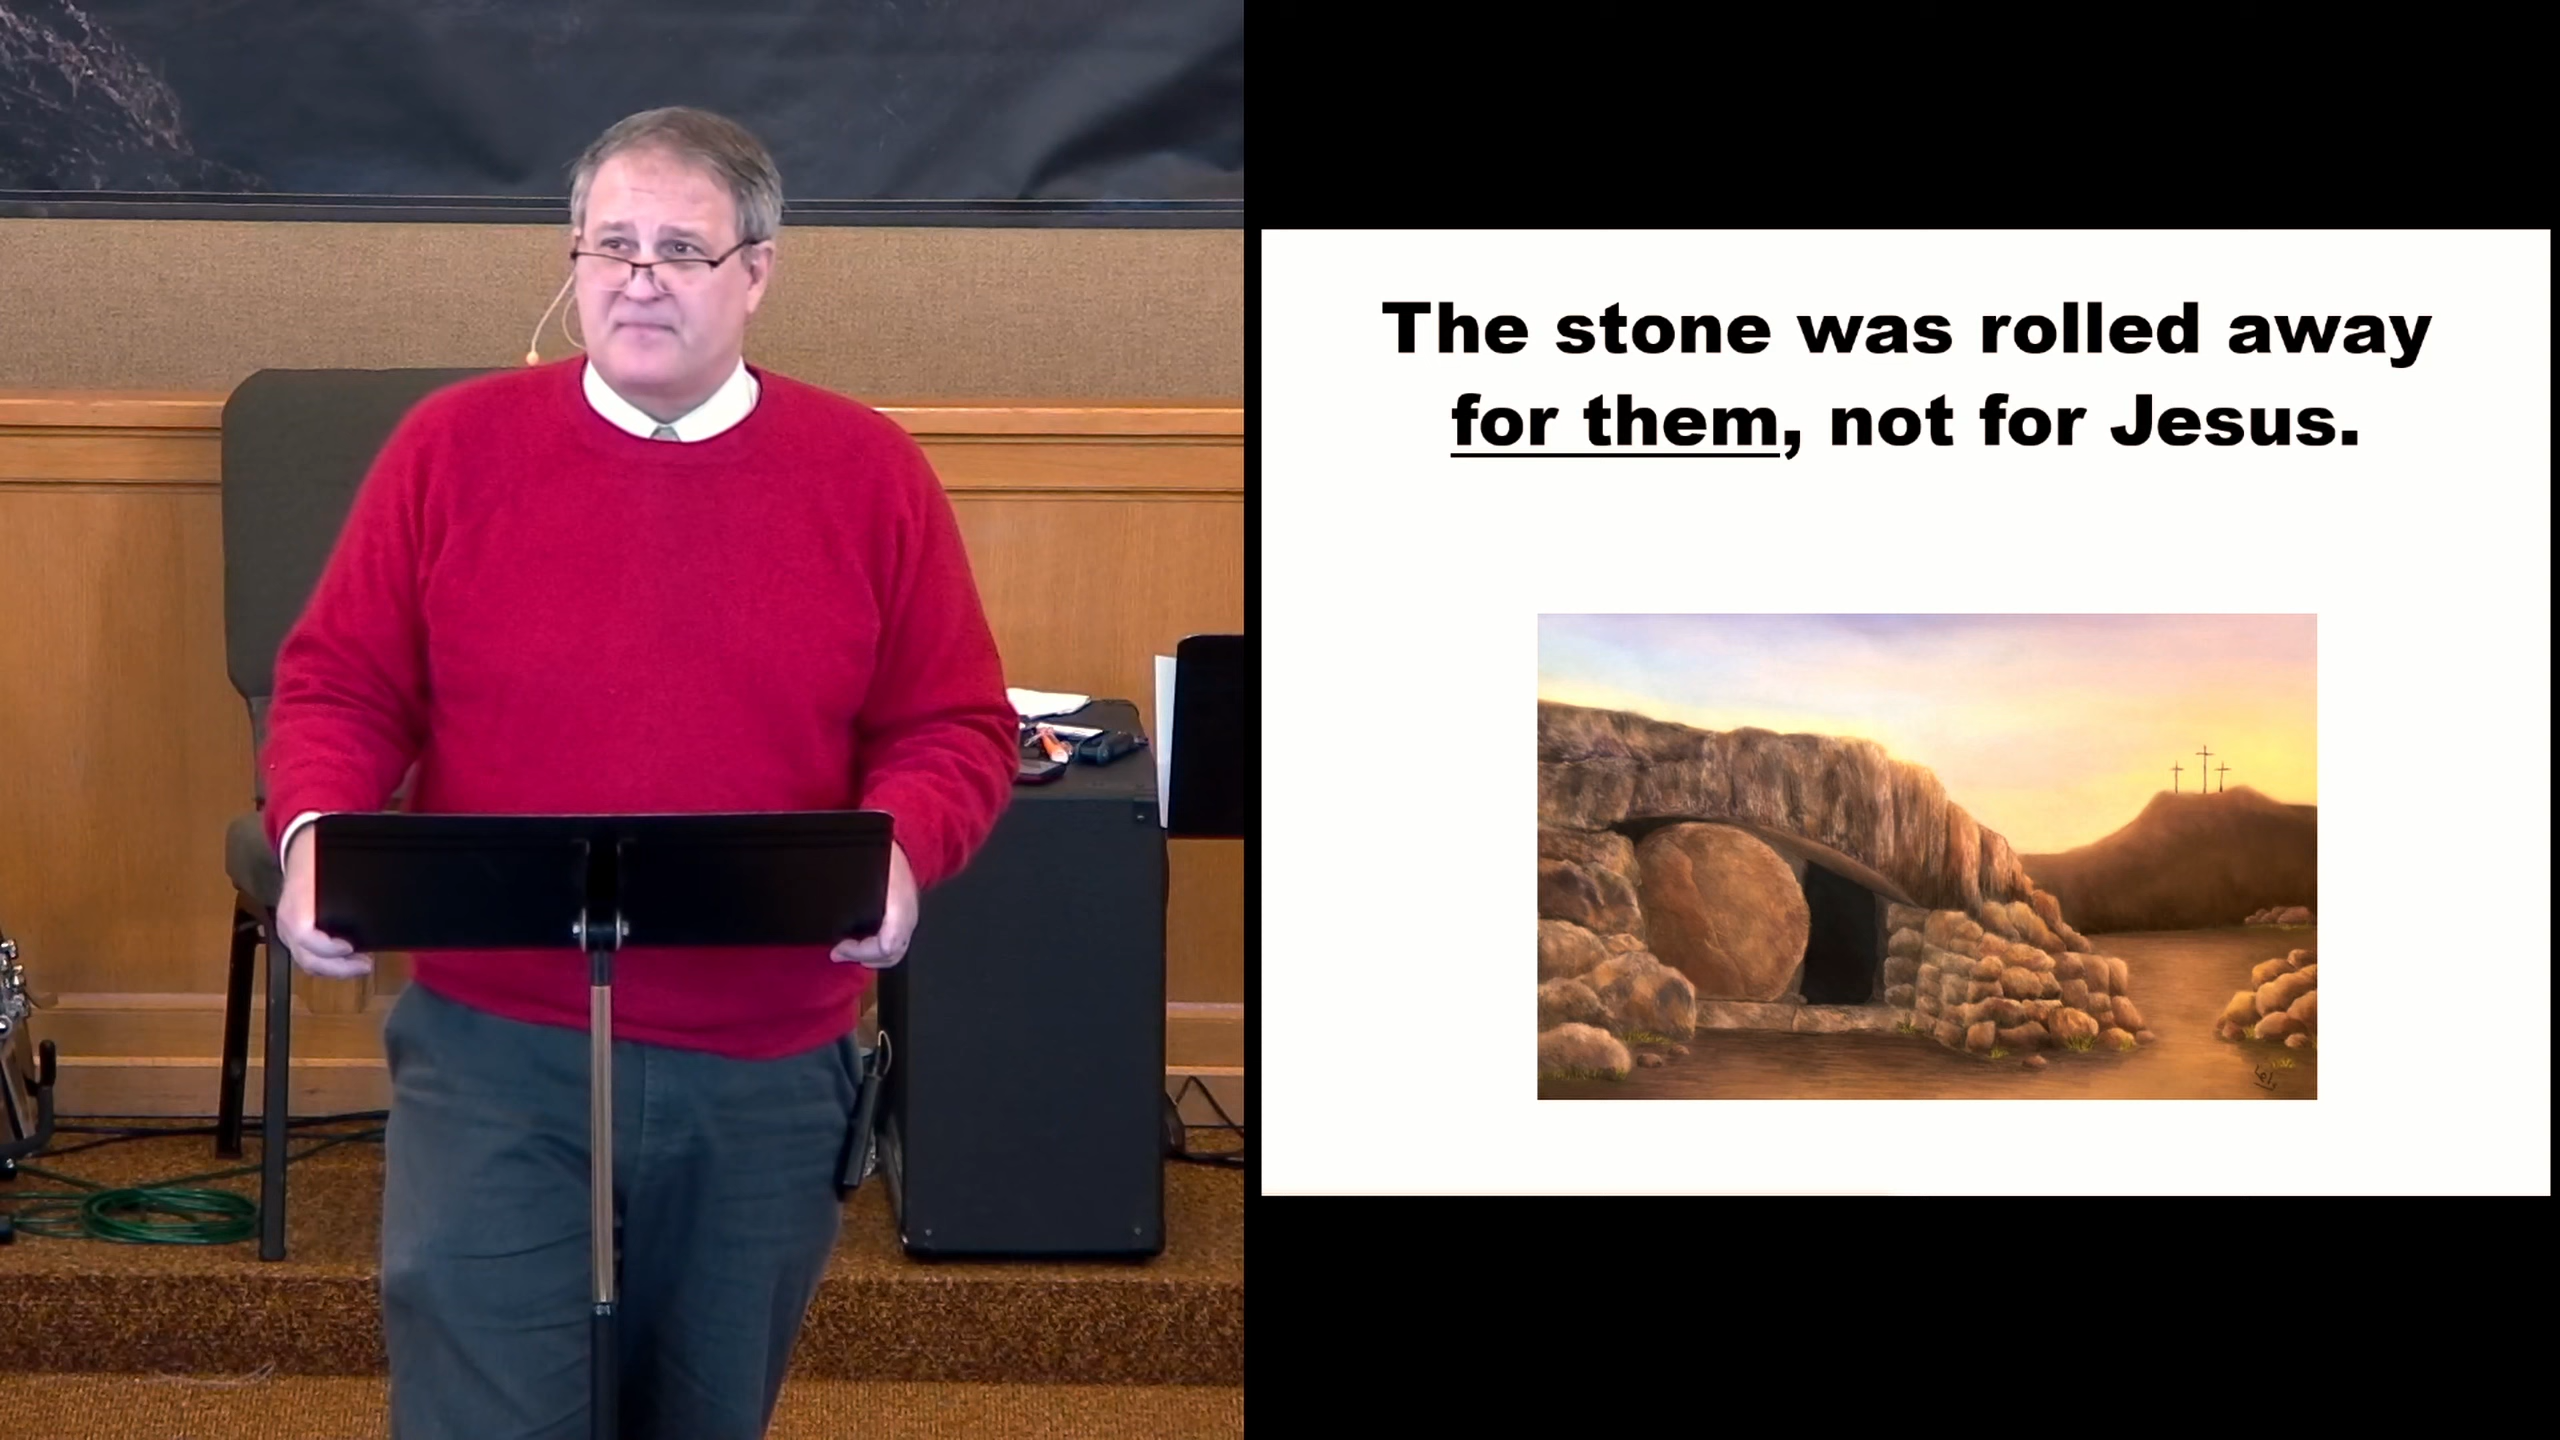 The stone was rolled away
for them, not for Jesus.